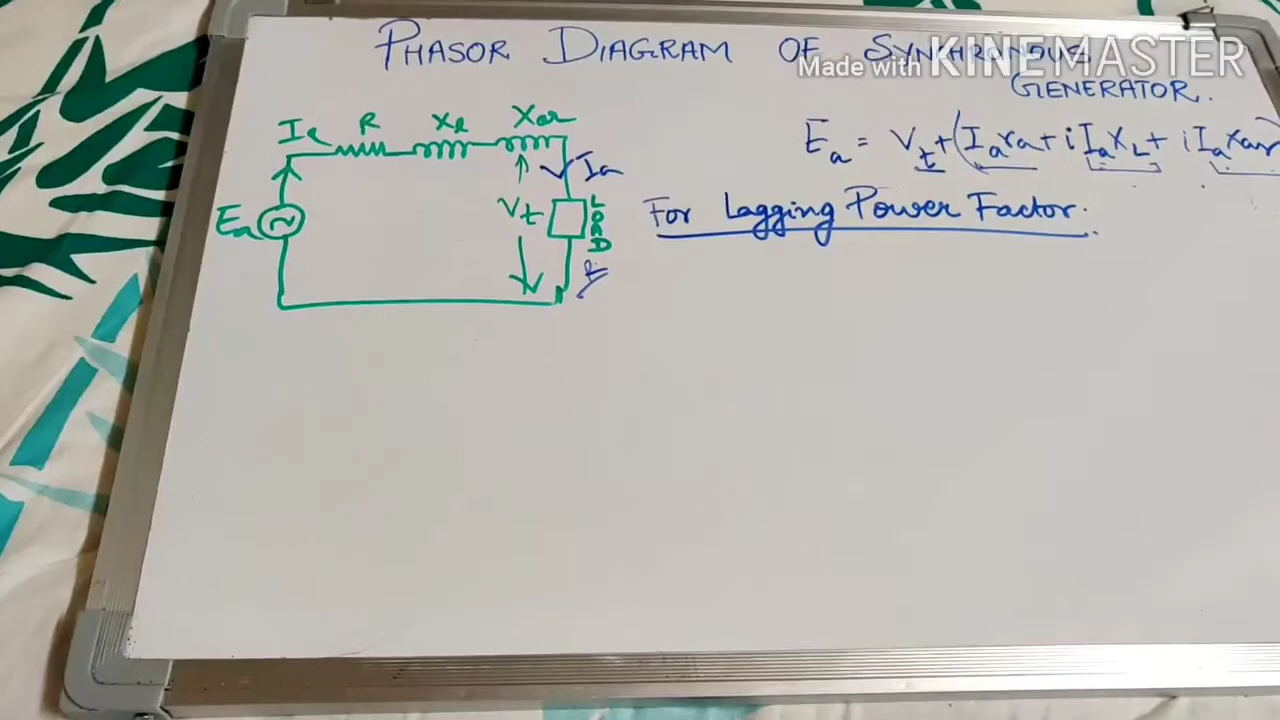 PHASOR DIAGRAM OF SYNCHRONOUS
GENERATOR.
Made with KINEMASTER
Ea = Vt + (Iara + iIaXL + iIaxar)
For Lagging Power Factor.
R Xl Xar
Ia
Ea
Vt
LOAD